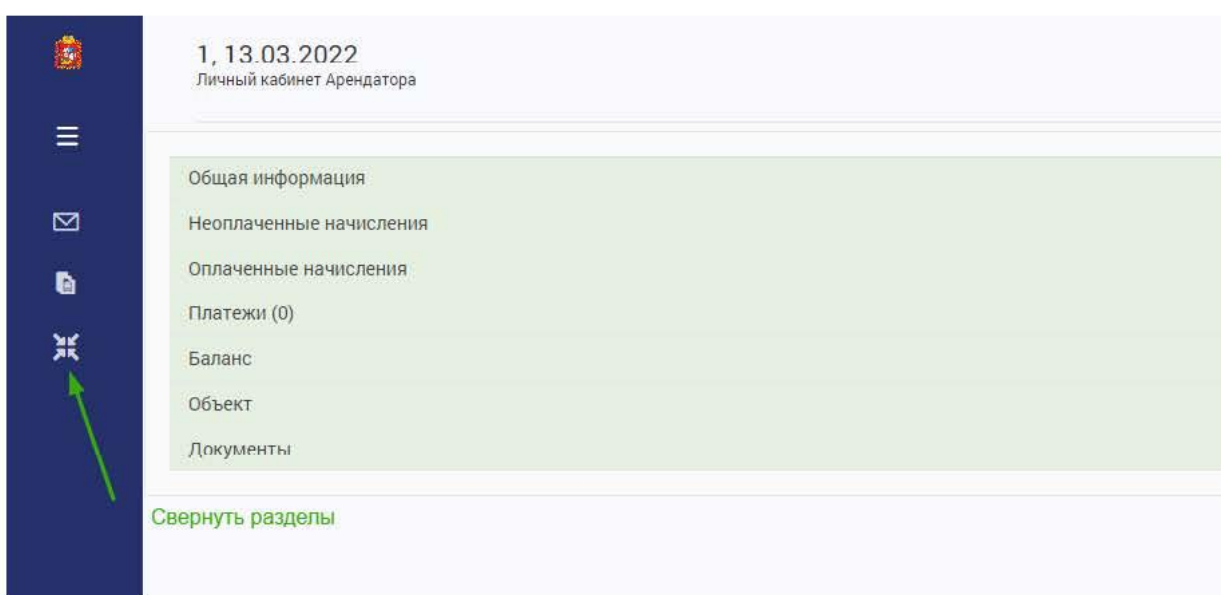 1, 13.03.2022
Личный кабинет Арендатора
Общая информация
Неоплаченные начисления
Оплаченные начисления
Платежи (0)
Баланс
Объект
Документы
Свернуть разделы